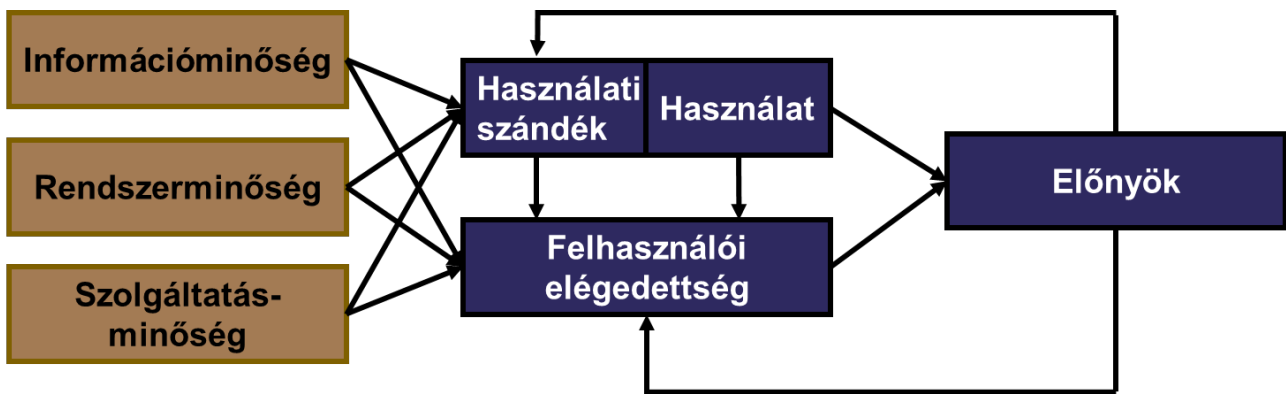 Információminőség
Rendszerminőség
Szolgáltatás-
minőség
Használati
szándék
Használat
Felhasználói
elégedettség
Előnyök